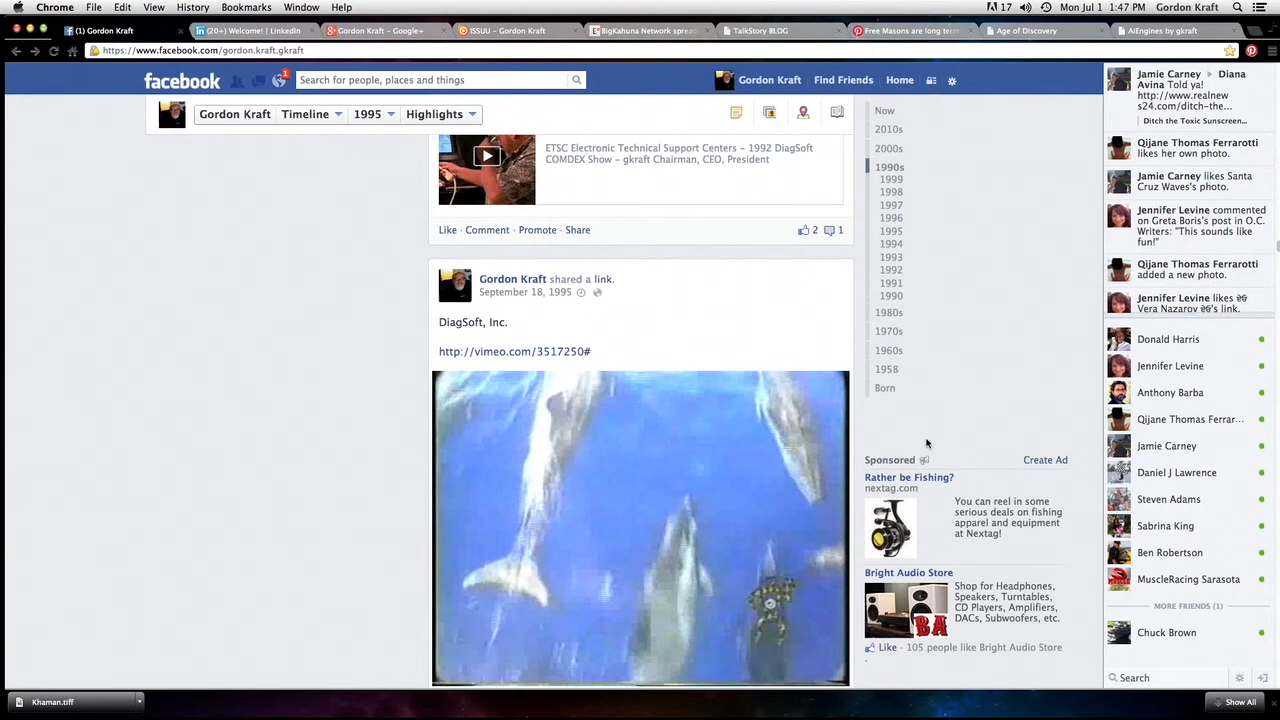 Chrome File Edit View History Bookmarks Window Help
17 Mon Jul 1 1:47 PM Gordon Kraft
(1) Gordon Kraft
(20+) Welcome! | LinkedIn
Gordon Kraft - Google+
ISSUU - Gordon Kraft
BigKahuna Network spread
TalkStory BLOG
Free Masons are long term
Age of Discovery
AiEngines by gkraft
https://www.facebook.com/gordon.kraft.gkraft
facebook
1
Search for people, places and things
Gordon Kraft Find Friends Home
Gordon Kraft Timeline 1995 Highlights
ETSC Electronic Technical Support Centers – 1992 DiagSoft
COMDEX Show – gkraft Chairman, CEO, President
Like · Comment · Promote · Share
2 1
Gordon Kraft shared a link.
September 18, 1995
DiagSoft, Inc.
http://vimeo.com/3517250#
Now
2010s
2000s
1990s
1999
1998
1997
1996
1995
1994
1993
1992
1991
1990
1980s
1970s
1960s
1958
Born
Sponsored Create Ad
Rather be Fishing?
nextag.com
You can reel in some
serious deals on fishing
apparel and equipment
at Nextag!
Bright Audio Store
BA
Shop for Headphones,
Speakers, Turntables,
CD Players, Amplifiers,
DACs, Subwoofers, etc.
Like · 105 people like Bright Audio Store
.
Jamie Carney Diana
Avina Told ya!
http://www.realnew
s24.com/ditch-the...
Ditch the Toxic Sunscreen...
Qijane Thomas Ferrarotti
likes her own photo.
Jamie Carney likes Santa
Cruz Waves's photo.
Jennifer Levine commented
on Greta Boris's post in O.C.
Writers: "This sounds like
fun!"
Qijane Thomas Ferrarotti
added a new photo.
Jennifer Levine likes
Vera Nazarov 's link.
Donald Harris
Jennifer Levine
Anthony Barba
Qijane Thomas Ferrar...
Jamie Carney
Daniel J Lawrence
Steven Adams
Sabrina King
Ben Robertson
MuscleRacing Sarasota
MORE FRIENDS (1)
Chuck Brown
Search
Khaman.tiff
Show All